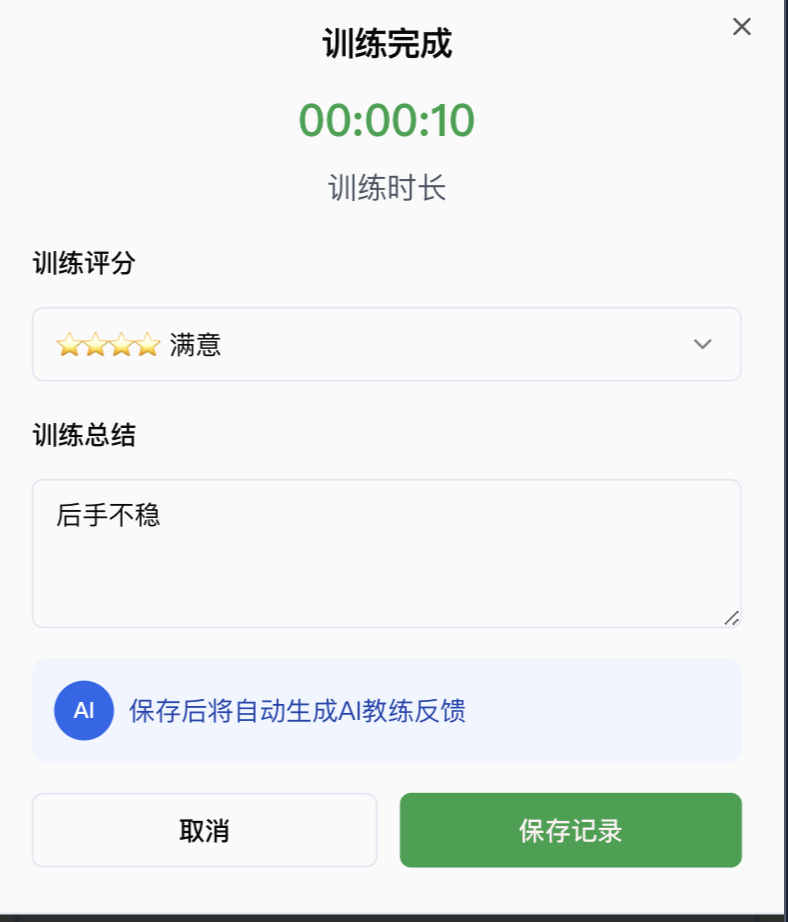 训练完成
00:00:10
训练时长
训练评分
⭐⭐⭐⭐ 满意
训练总结
后手不稳
AI 保存后将自动生成AI教练反馈
取消
保存记录